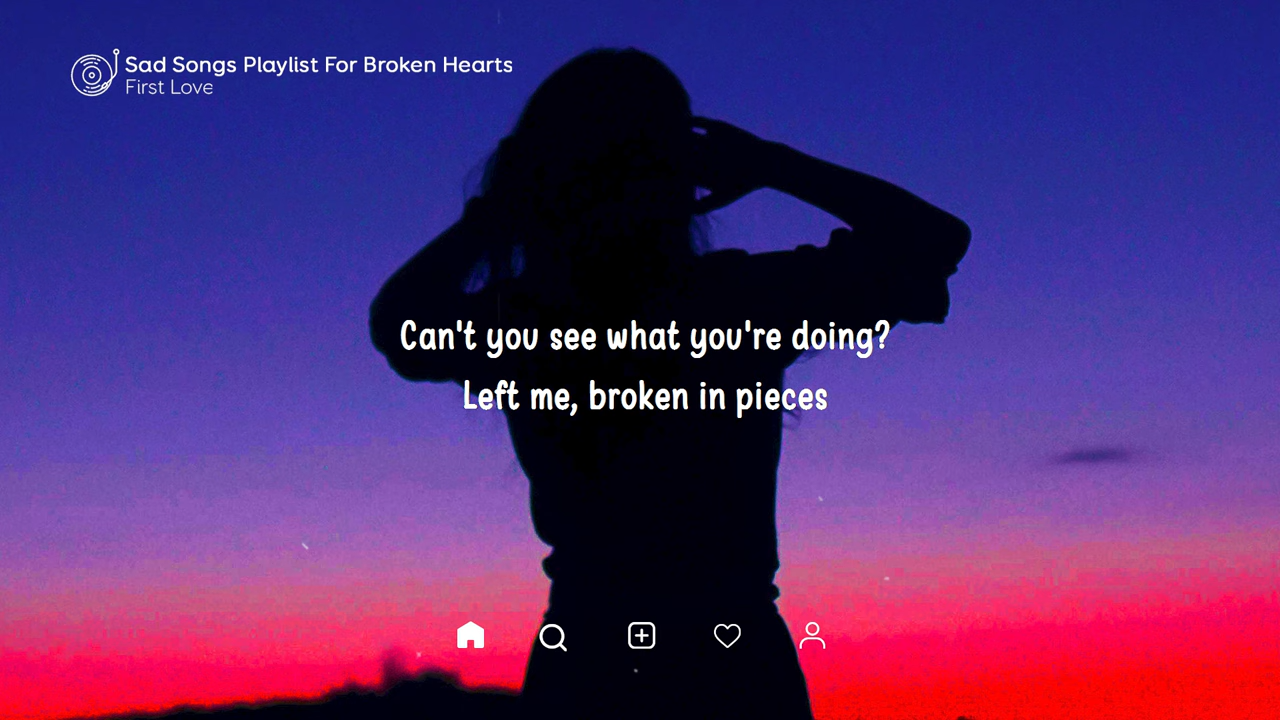 Sad Songs Playlist For Broken Hearts
First Love
Can't you see what you're doing?
Left me, broken in pieces